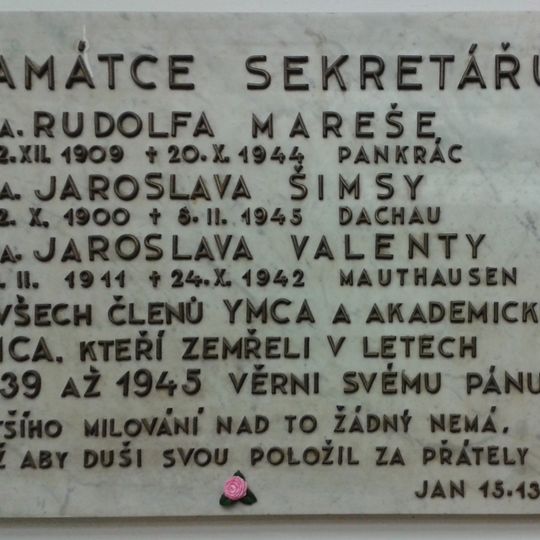 AMÁTCE SEKRETÁŘŮ
A. RUDOLFA MAREŠE
2.XII. 1909 ✝ 20.X.1944 PANKRÁC
A. JAROSLAVA ŠIMSY
2. X. 1900 ✝ 8. II. 1945 DACHAU
A. JAROSLAVA VALENTY
. II. 1911 ✝ 24.X.1942 MAUTHAUSEN
VŠECH ČLENŮ YMCA A AKADEMICK
CA, KTEŘÍ ZEMŘELI V LETECH
39 AŽ 1945 VĚRNI SVÉMU PÁNU
ŠÍHO MILOVÁNÍ NAD TO ŽÁDNÝ NEMÁ,
Ž ABY DUŠI SVOU POLOŽIL ZA PŘÁTELY
JAN 15.13